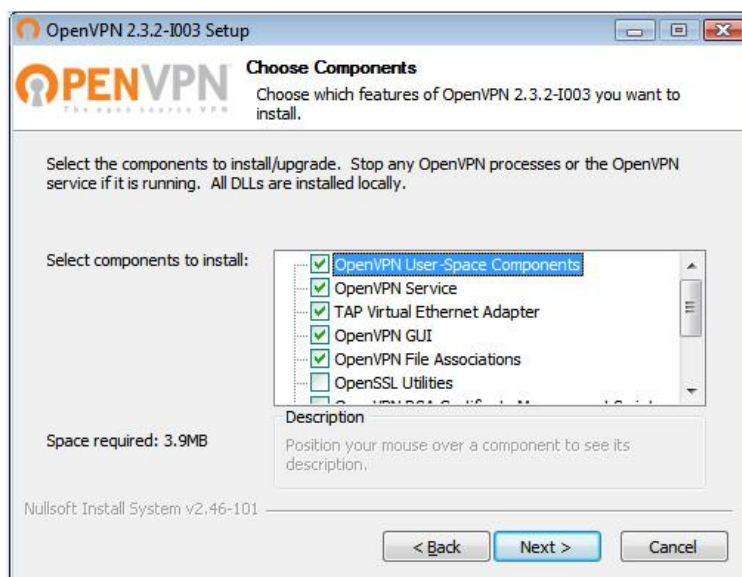 OpenVPN 2.3.2-I003 Setup
OPENVPN
The open source VPN
Choose Components
Choose which features of OpenVPN 2.3.2-I003 you want to
install.
Select the components to install/upgrade. Stop any OpenVPN processes or the OpenVPN
service if it is running. All DLLs are installed locally.
Select components to install:
OpenVPN User-Space Components
OpenVPN Service
TAP Virtual Ethernet Adapter
OpenVPN GUI
OpenVPN File Associations
OpenSSL Utilities
Space required: 3.9MB
Description
Position your mouse over a component to see its
description.
Nullsoft Install System v2.46-101
< Back
Next >
Cancel